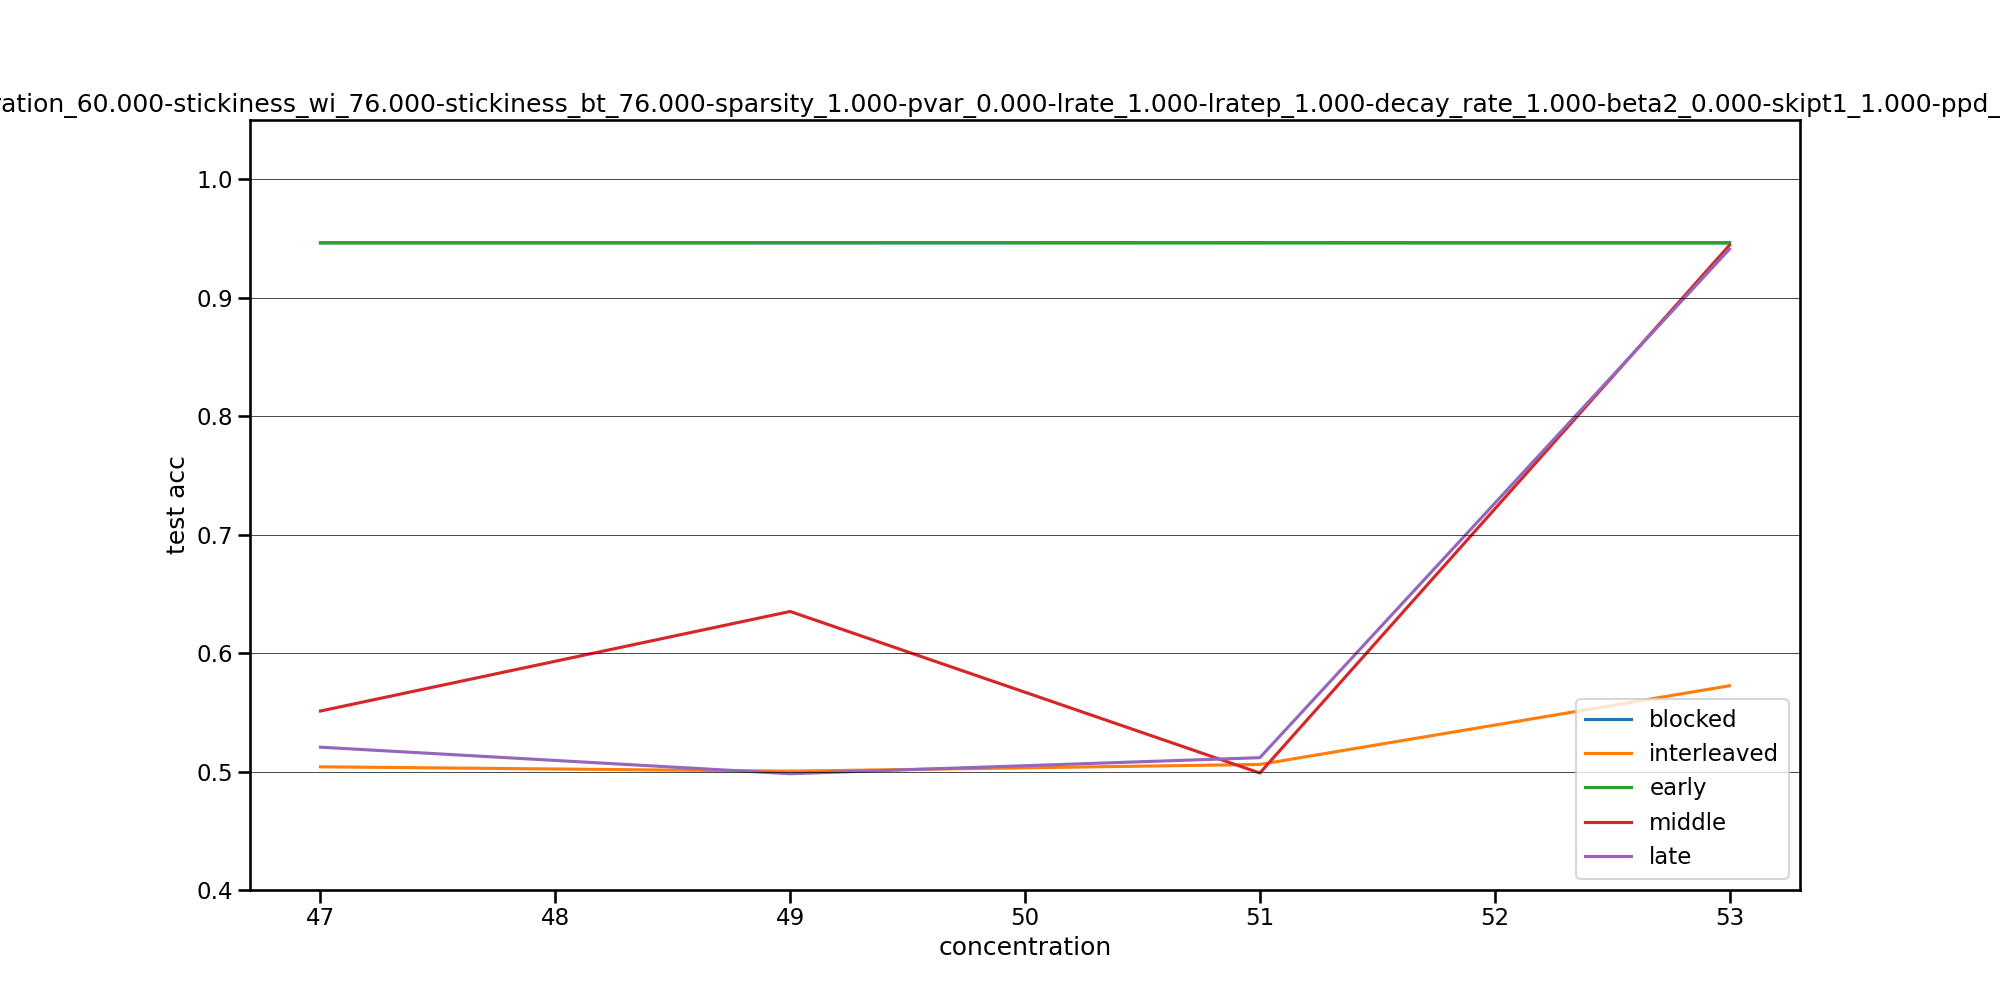 ration_60.000-stickiness_wi_76.000-stickiness_bt_76.000-sparsity_1.000-pvar_0.000-lrate_1.000-lratep_1.000-decay_rate_1.000-beta2_0.000-skipt1_1.000-ppd_
1.0
0.9
0.8
0.7
0.6
0.5
0.4
test acc
blocked
interleaved
early
middle
late
47 48 49 50 51 52 53
concentration